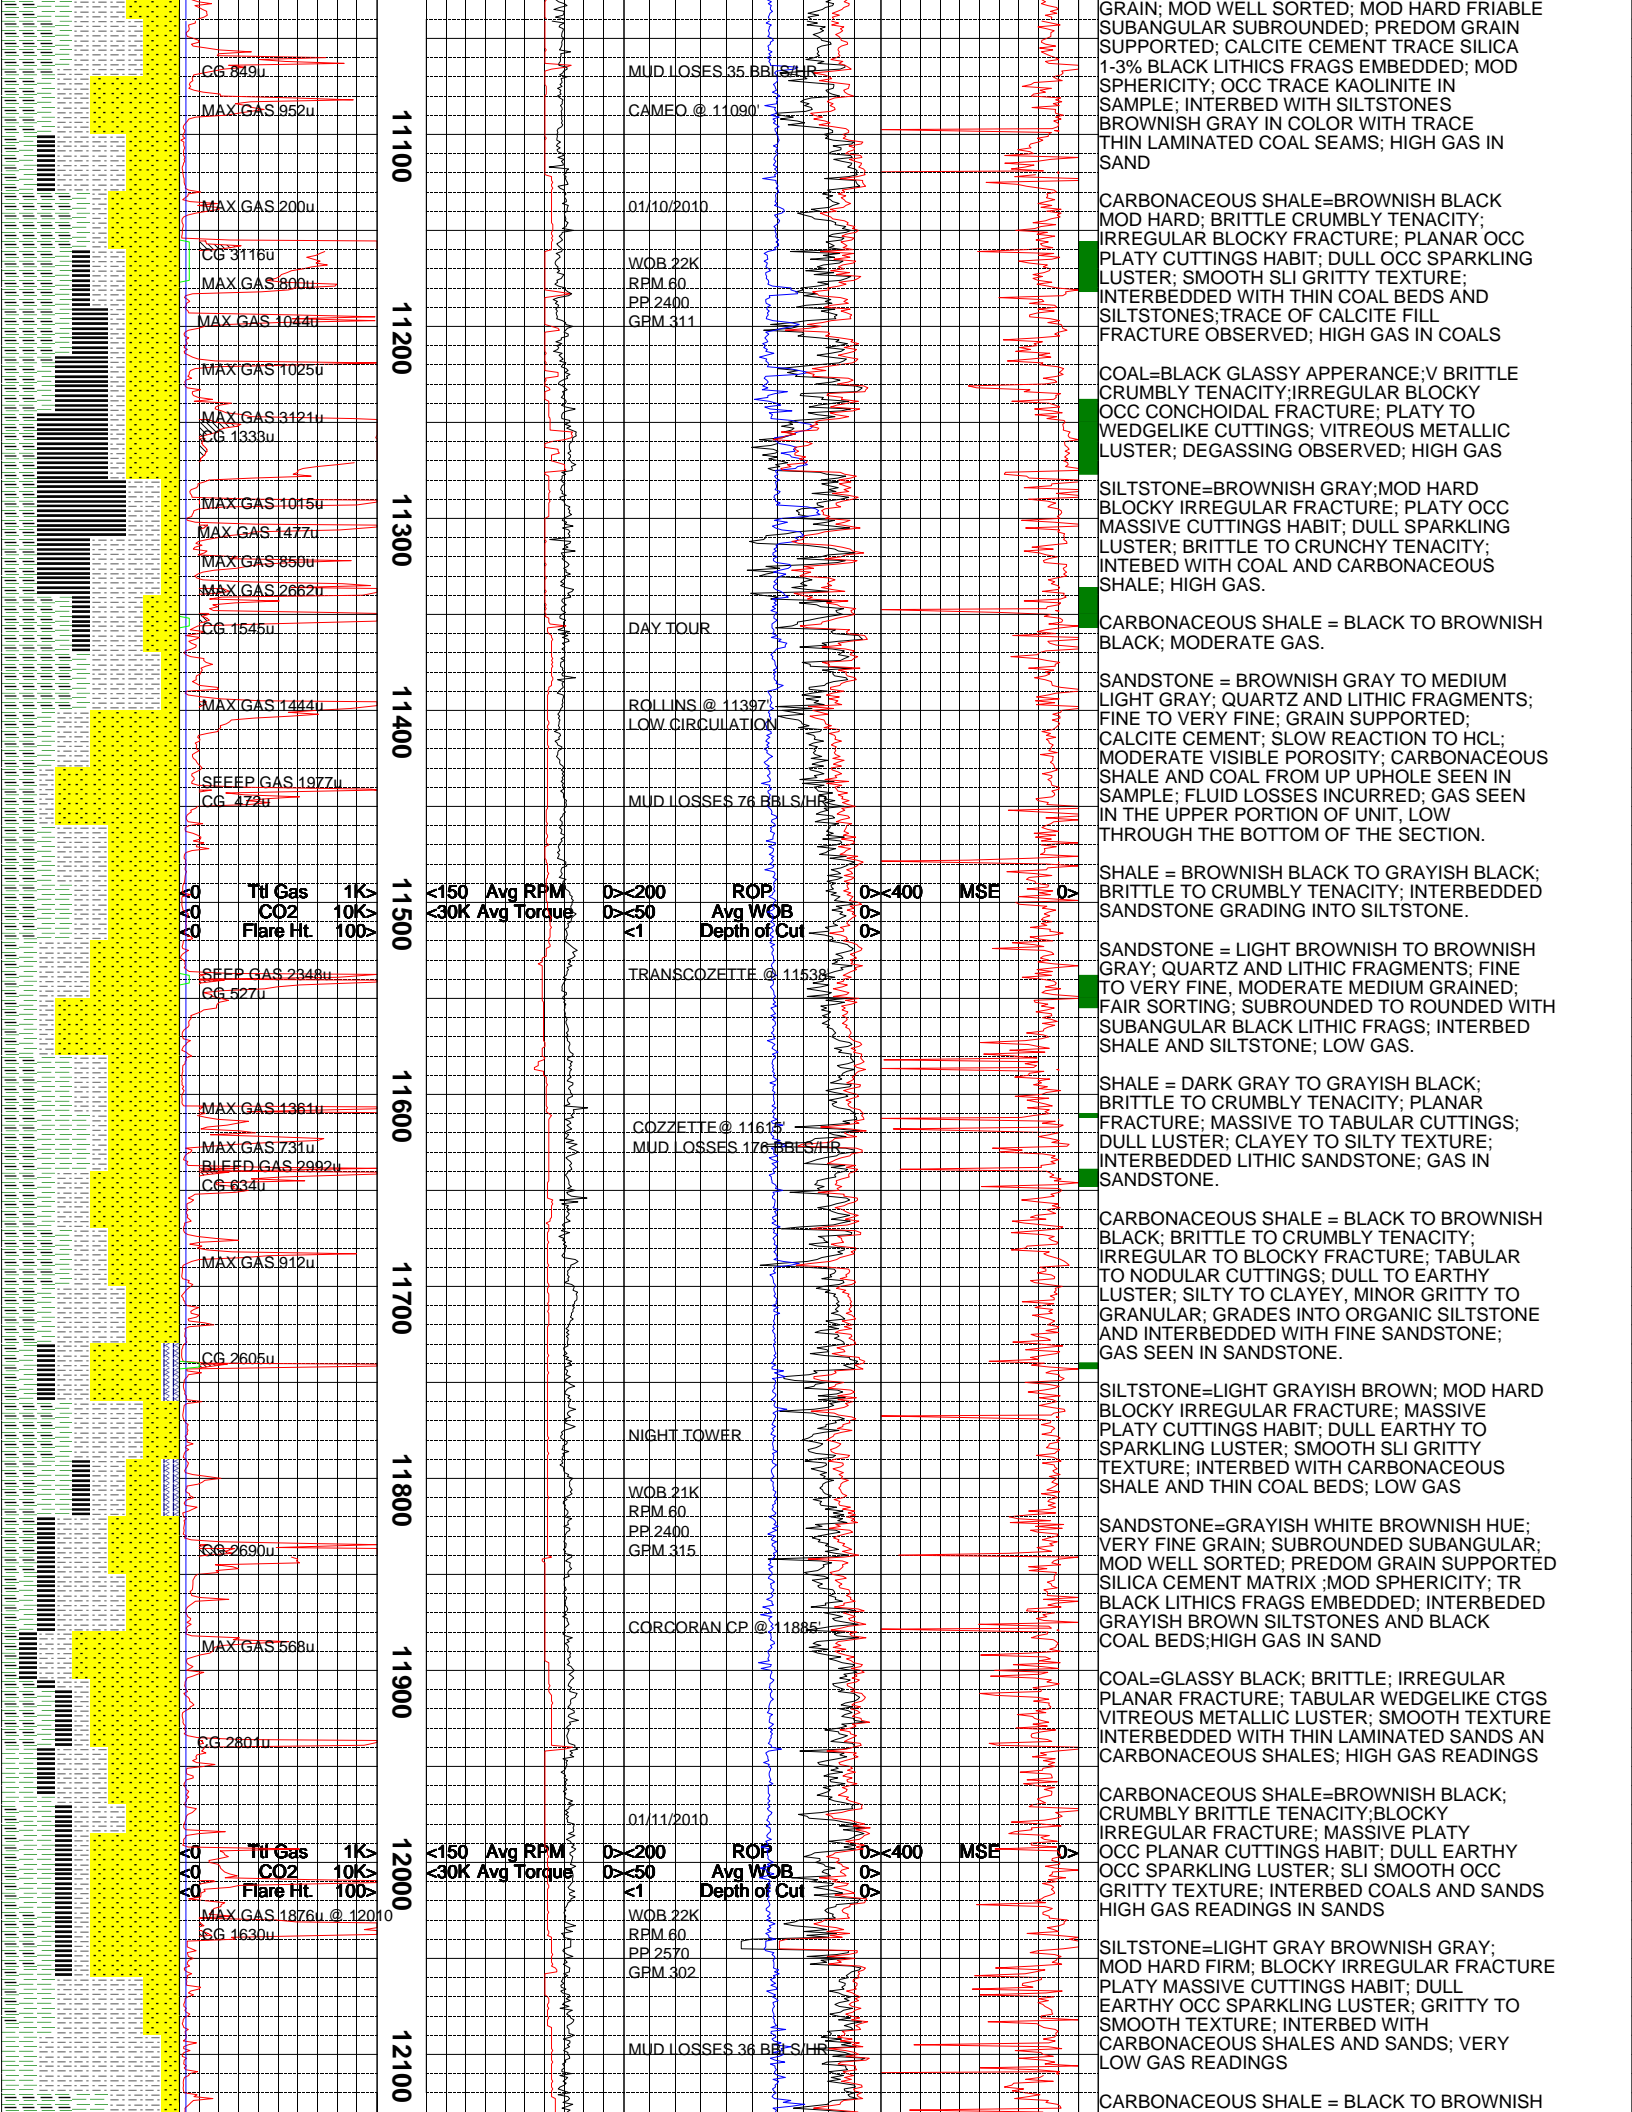 CG 849u
MAX GAS 952u
MAX GAS 200u
CG 3116u
MAX GAS 800u
MAX GAS 1044u
MAX GAS 1025u
MAX GAS 3121u
CG 1333u
MAX GAS 1015u
MAX GAS 1477u
MAX GAS 850u
MAX GAS 2662u
CG 1545u
MAX GAS 1444u
SEEEP GAS 1977u
CG 472u
<0 Ttl Gas 1K>
<0 CO2 10K>
<0 Flare Ht. 100>
SEEP GAS 2348u
CG 527u
MAX GAS 1361u
MAX GAS 731u
BLEED GAS 2992u
CG 634u
MAX GAS 912u
CG 2605u
CG 2690u
MAX GAS 568u
CG 2801u
<0 Ttl Gas 1K>
<0 CO2 10K>
<0 Flare Ht. 100>
MAX GAS 1876u @ 12010
CG 1630u
11100
11200
11300
11400
11500
11600
11700
11800
11900
12000
12100
MUD LOSES 35 BBLS/HR
CAMEO @ 11090'
01/10/2010
WOB 22K
RPM 60
PP 2400
GPM 311
DAY TOUR
ROLLINS @ 11397'
LOW CIRCULATION
MUD LOSSES 76 BBLS/HR
<150 Avg RPM 0><200 ROP 0><400 MSE 0>
<30K Avg Torque 0><50 Avg WOB 0>
<1 Depth of Cut 0>
TRANSCOZETTE @ 11538
COZZETTE@ 11615'
MUD LOSSES 176 BBLS/HR
NIGHT TOWER
WOB 21K
RPM 60
PP 2400
GPM 315
CORCORAN CP @ 11885'
01/11/2010
<150 Avg RPM 0><200 ROP 0><400 MSE 0>
<30K Avg Torque 0><50 Avg WOB 0>
<1 Depth of Cut 0>
WOB 22K
RPM 60
PP 2570
GPM 302
MUD LOSSES 36 BBLS/HR
GRAIN; MOD WELL SORTED; MOD HARD FRIABLE
SUBANGULAR SUBROUNDED; PREDOM GRAIN
SUPPORTED; CALCITE CEMENT TRACE SILICA
1-3% BLACK LITHICS FRAGS EMBEDDED; MOD
SPHERICITY; OCC TRACE KAOLINITE IN
SAMPLE; INTERBED WITH SILTSTONES
BROWNISH GRAY IN COLOR WITH TRACE
THIN LAMINATED COAL SEAMS; HIGH GAS IN
SAND
CARBONACEOUS SHALE=BROWNISH BLACK
MOD HARD; BRITTLE CRUMBLY TENACITY;
IRREGULAR BLOCKY FRACTURE; PLANAR OCC
PLATY CUTTINGS HABIT; DULL OCC SPARKLING
LUSTER; SMOOTH SLI GRITTY TEXTURE;
INTERBEDDED WITH THIN COAL BEDS AND
SILTSTONES;TRACE OF CALCITE FILL
FRACTURE OBSERVED; HIGH GAS IN COALS
COAL=BLACK GLASSY APPERANCE;V BRITTLE
CRUMBLY TENACITY;IRREGULAR BLOCKY
OCC CONCHOIDAL FRACTURE; PLATY TO
WEDGELIKE CUTTINGS; VITREOUS METALLIC
LUSTER; DEGASSING OBSERVED; HIGH GAS
SILTSTONE=BROWNISH GRAY;MOD HARD
BLOCKY IRREGULAR FRACTURE; PLATY OCC
MASSIVE CUTTINGS HABIT; DULL SPARKLING
LUSTER; BRITTLE TO CRUNCHY TENACITY;
INTEBED WITH COAL AND CARBONACEOUS
SHALE; HIGH GAS.
CARBONACEOUS SHALE = BLACK TO BROWNISH
BLACK; MODERATE GAS.
SANDSTONE = BROWNISH GRAY TO MEDIUM
LIGHT GRAY; QUARTZ AND LITHIC FRAGMENTS;
FINE TO VERY FINE; GRAIN SUPPORTED;
CALCITE CEMENT; SLOW REACTION TO HCL;
MODERATE VISIBLE POROSITY; CARBONACEOUS
SHALE AND COAL FROM UP UPHOLE SEEN IN
SAMPLE; FLUID LOSSES INCURRED; GAS SEEN
IN THE UPPER PORTION OF UNIT, LOW
THROUGH THE BOTTOM OF THE SECTION.
SHALE = BROWNISH BLACK TO GRAYISH BLACK;
BRITTLE TO CRUMBLY TENACITY; INTERBEDDED
SANDSTONE GRADING INTO SILTSTONE.
SANDSTONE = LIGHT BROWNISH TO BROWNISH
GRAY; QUARTZ AND LITHIC FRAGMENTS; FINE
TO VERY FINE, MODERATE MEDIUM GRAINED;
FAIR SORTING; SUBROUNDED TO ROUNDED WITH
SUBANGULAR BLACK LITHIC FRAGS; INTERBED
SHALE AND SILTSTONE; LOW GAS.
SHALE = DARK GRAY TO GRAYISH BLACK;
BRITTLE TO CRUMBLY TENACITY; PLANAR
FRACTURE; MASSIVE TO TABULAR CUTTINGS;
DULL LUSTER; CLAYEY TO SILTY TEXTURE;
INTERBEDDED LITHIC SANDSTONE; GAS IN
SANDSTONE.
CARBONACEOUS SHALE = BLACK TO BROWNISH
BLACK; BRITTLE TO CRUMBLY TENACITY;
IRREGULAR TO BLOCKY FRACTURE; TABULAR
TO NODULAR CUTTINGS; DULL TO EARTHY
LUSTER; SILTY TO CLAYEY, MINOR GRITTY TO
GRANULAR; GRADES INTO ORGANIC SILTSTONE
AND INTERBEDDED WITH FINE SANDSTONE;
GAS SEEN IN SANDSTONE.
SILTSTONE=LIGHT GRAYISH BROWN; MOD HARD
BLOCKY IRREGULAR FRACTURE; MASSIVE
PLATY CUTTINGS HABIT; DULL EARTHY TO
SPARKLING LUSTER; SMOOTH SLI GRITTY
TEXTURE; INTERBED WITH CARBONACEOUS
SHALE AND THIN COAL BEDS; LOW GAS
SANDSTONE=GRAYISH WHITE BROWNISH HUE;
VERY FINE GRAIN; SUBROUNDED SUBANGULAR;
MOD WELL SORTED; PREDOM GRAIN SUPPORTED
SILICA CEMENT MATRIX ;MOD SPHERICITY; TR
BLACK LITHICS FRAGS EMBEDDED; INTERBEDED
GRAYISH BROWN SILTSTONES AND BLACK
COAL BEDS;HIGH GAS IN SAND
COAL=GLASSY BLACK; BRITTLE; IRREGULAR
PLANAR FRACTURE; TABULAR WEDGELIKE CTGS
VITREOUS METALLIC LUSTER; SMOOTH TEXTURE
INTERBEDDED WITH THIN LAMINATED SANDS AN
CARBONACEOUS SHALES; HIGH GAS READINGS
CARBONACEOUS SHALE=BROWNISH BLACK;
CRUMBLY BRITTLE TENACITY;BLOCKY
IRREGULAR FRACTURE; MASSIVE PLATY
OCC PLANAR CUTTINGS HABIT; DULL EARTHY
OCC SPARKLING LUSTER; SLI SMOOTH OCC
GRITTY TEXTURE; INTERBED COALS AND SANDS
HIGH GAS READINGS IN SANDS
SILTSTONE=LIGHT GRAY BROWNISH GRAY;
MOD HARD FIRM; BLOCKY IRREGULAR FRACTURE
PLATY MASSIVE CUTTINGS HABIT; DULL
EARTHY OCC SPARKLING LUSTER; GRITTY TO
SMOOTH TEXTURE; INTERBED WITH
CARBONACEOUS SHALES AND SANDS; VERY
LOW GAS READINGS
CARBONACEOUS SHALE = BLACK TO BROWNISH